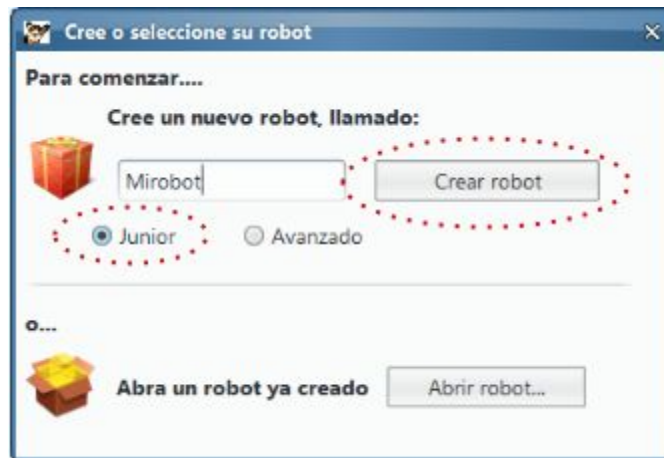 Cree o seleccione su robot
Para comenzar....
Cree un nuevo robot, llamado:
Mirobot
Crear robot
Junior
Avanzado
o...
Abra un robot ya creado
Abrir robot...